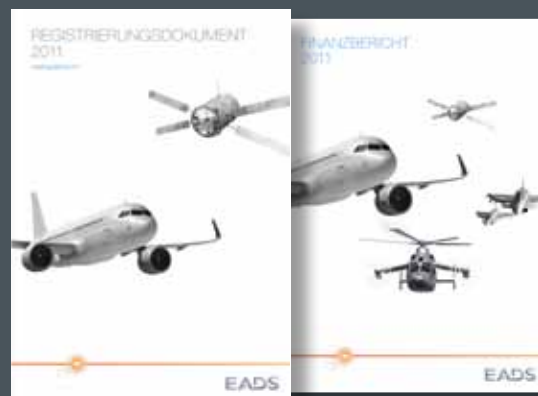 REGISTRIERUNGSDOKUMENT
2011
EADS
FINANZBERICHT
2011
EADS